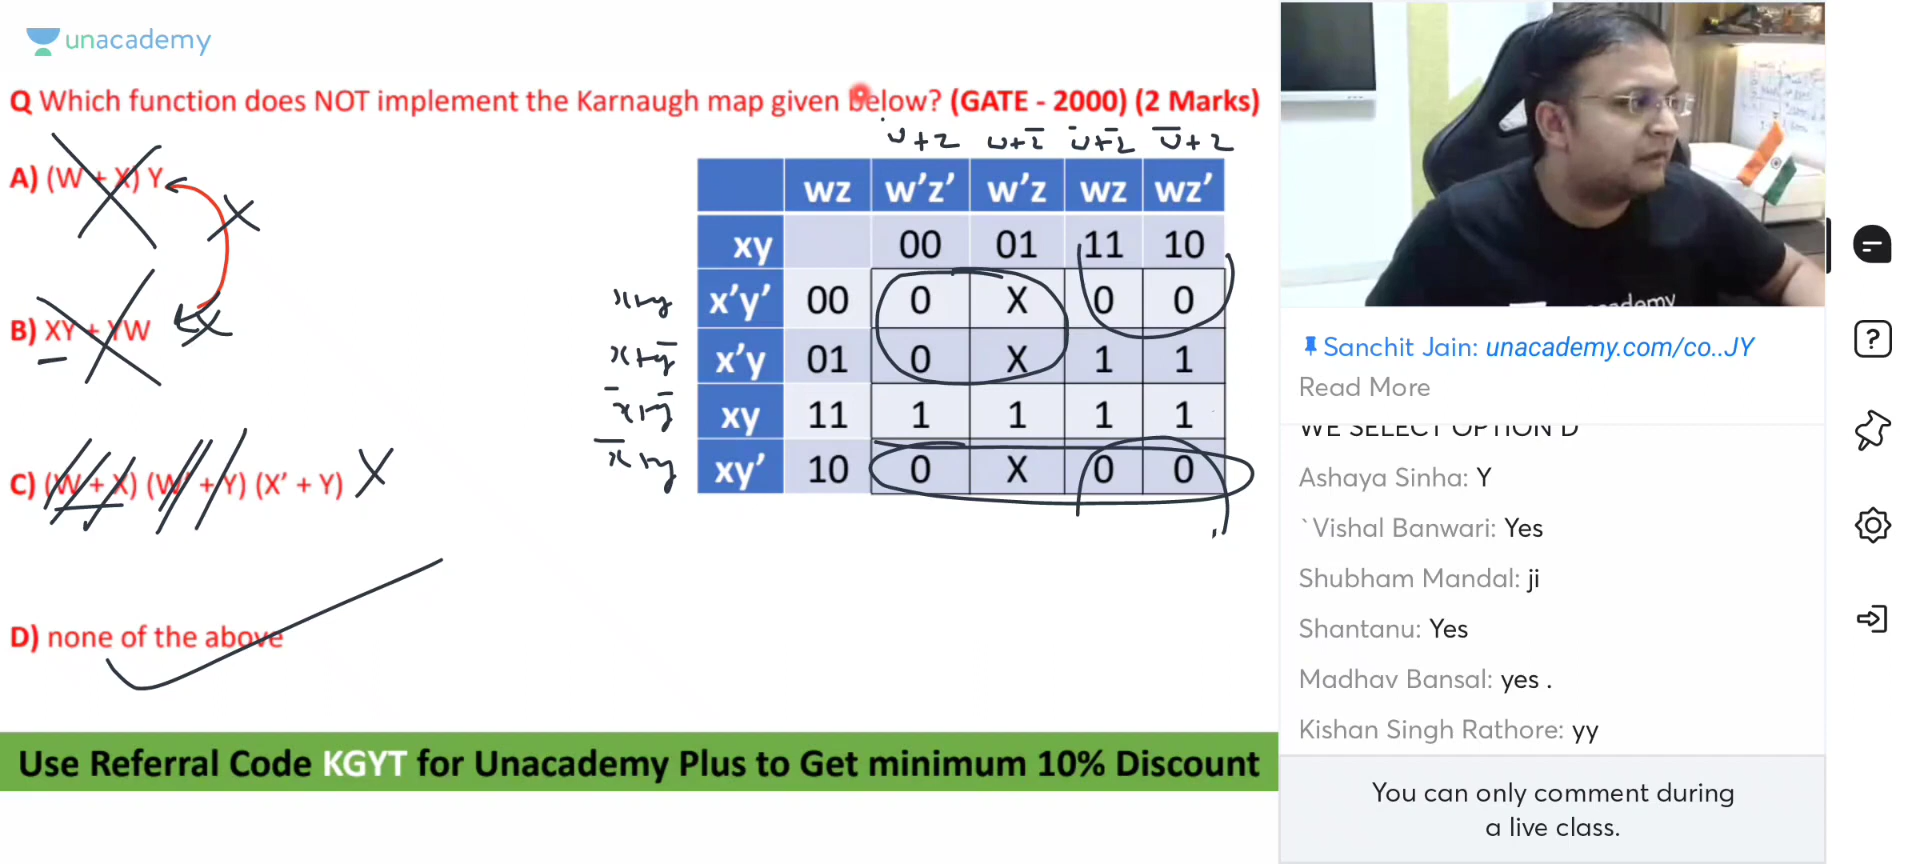 unacademy
Q Which function does NOT implement the Karnaugh map given below? (GATE - 2000) (2 Marks)
A) (W + X) Y
B) XY + YW
C) (W + X) (W' + Y) (X' + Y)
D) none of the above
wz w'z' w'z wz wz'
xy 00 01 11 10
x+y x'y' 00 0 X 0 0
x+y̅ x'y 01 0 X 1 1
x̅+y̅ xy 11 1 1 1 1
x̅+y xy' 10 0 X 0 0
Use Referral Code KGYT for Unacademy Plus to Get minimum 10% Discount
unacademy
Sanchit Jain: unacademy.com/co..JY
Read More
WE SELECT OPTION D
Ashaya Sinha: Y
`Vishal Banwari: Yes
Shubham Mandal: ji
Shantanu: Yes
Madhav Bansal: yes .
Kishan Singh Rathore: yy
You can only comment during
a live class.